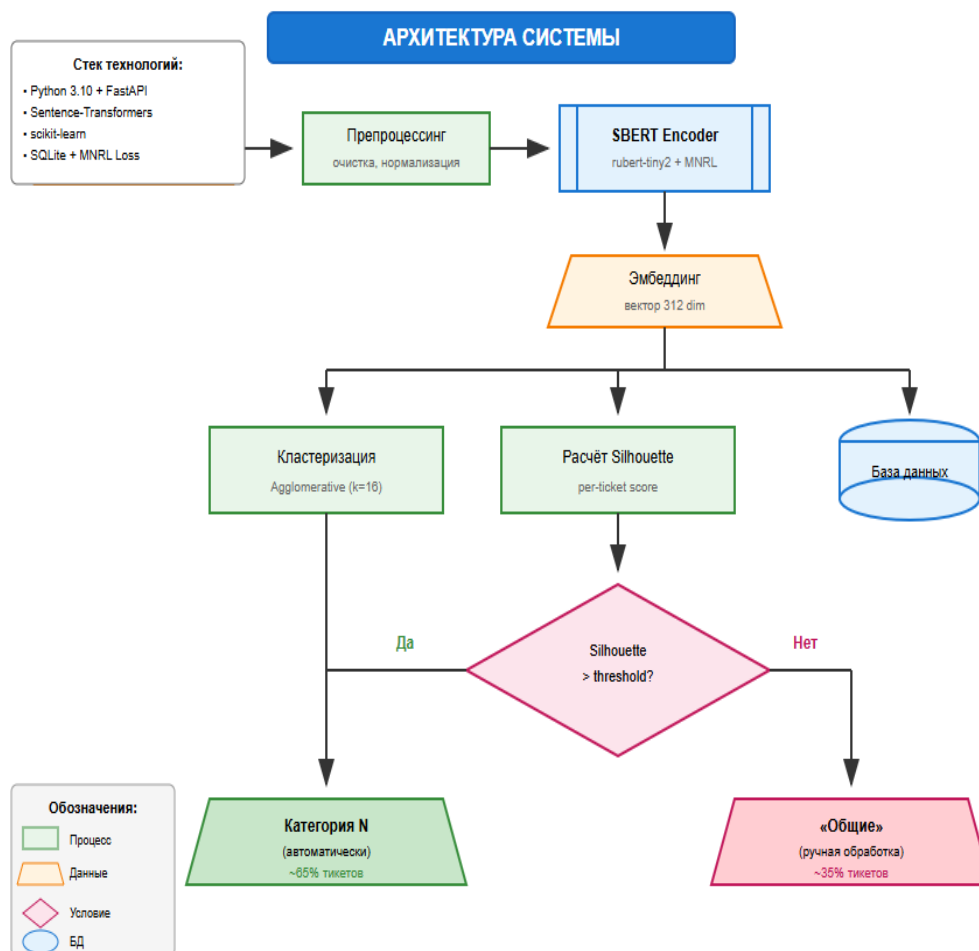 АРХИТЕКТУРА СИСТЕМЫ
Стек технологий:
• Python 3.10 + FastAPI
• Sentence-Transformers
• scikit-learn
• SQLite + MNRL Loss
Препроцессинг
очистка, нормализация
SBERT Encoder
rubert-tiny2 + MNRL
Эмбеддинг
вектор 312 dim
Кластеризация
Agglomerative (k=16)
Расчёт Silhouette
per-ticket score
База данных
Да
Нет
Silhouette
> threshold?
Обозначения:
Процесс
Данные
Условие
БД
Категория N
(автоматически)
~65% тикетов
«Общие»
(ручная обработка)
~35% тикетов